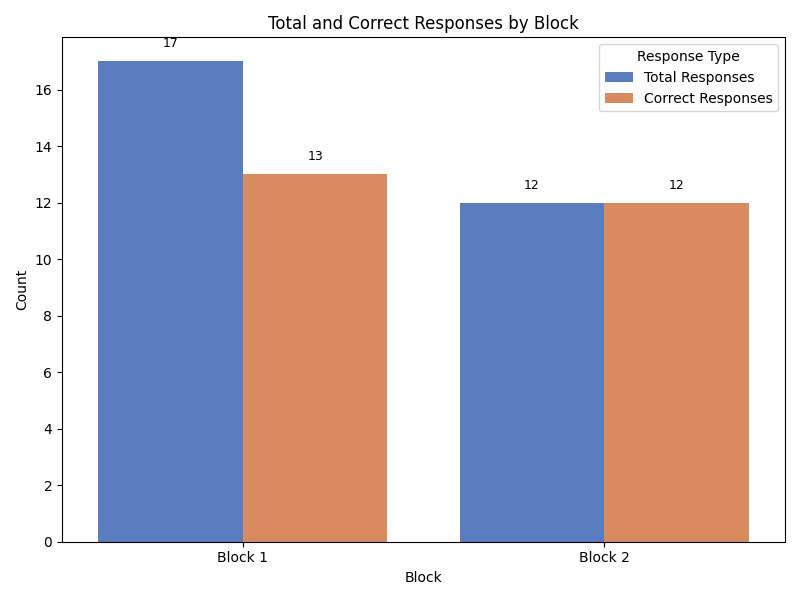 Total and Correct Responses by Block
17
13
12
12
Response Type
Total Responses
Correct Responses
Count
16
14
12
10
8
6
4
2
0
Block 1
Block 2
Block